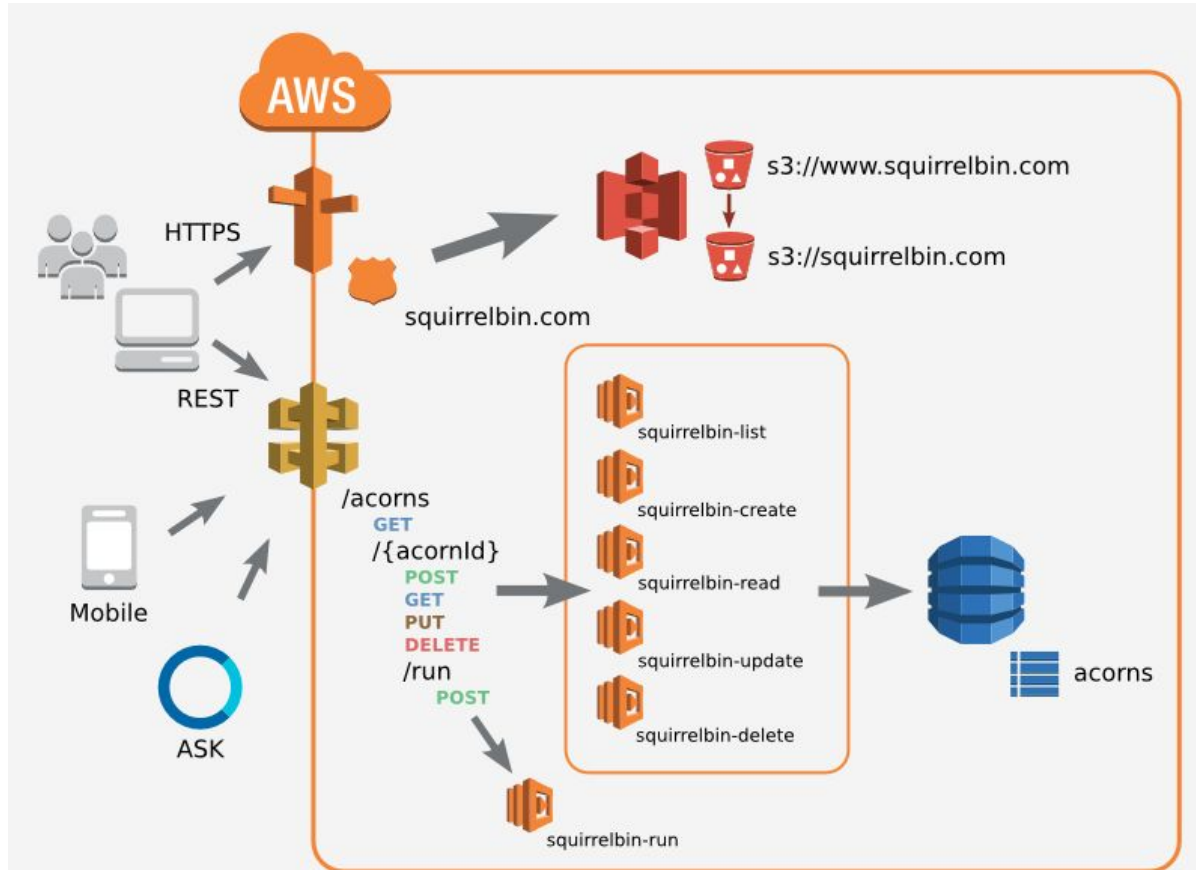 AWS
HTTPS
s3://www.squirrelbin.com
s3://squirrelbin.com
squirrelbin.com
REST
squirrelbin-list
/acorns
GET
/{acornId}
POST
GET
PUT
DELETE
/run
POST
squirrelbin-create
squirrelbin-read
squirrelbin-update
squirrelbin-delete
acorns
Mobile
ASK
squirrelbin-run